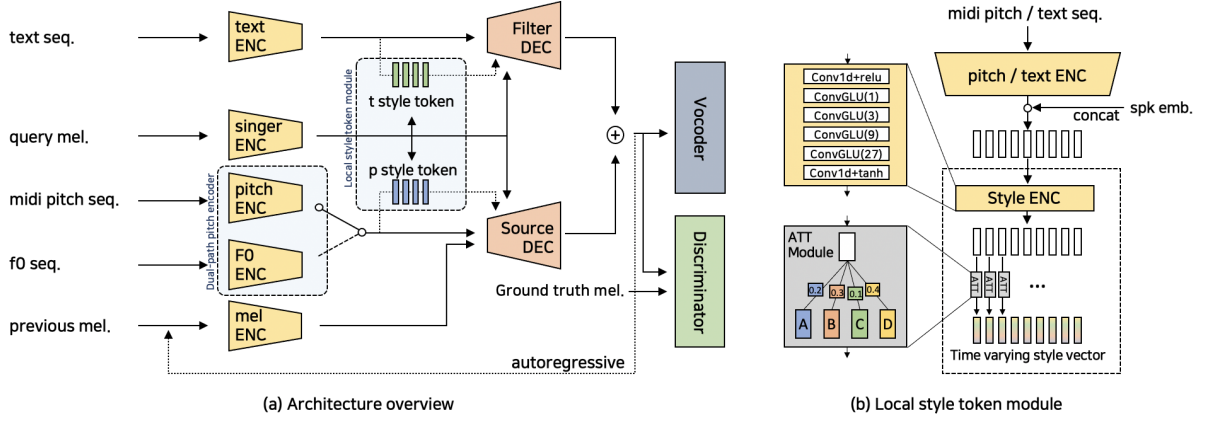 text seq.
text
ENC
Filter
DEC
t style token
Local style token module
query mel.
singer
ENC
p style token
midi pitch seq.
pitch
ENC
Dual-path pitch encoder
f0 seq.
F0
ENC
Source
DEC
previous mel.
mel
ENC
+
Vocoder
Discriminator
Ground truth mel.
autoregressive
(a) Architecture overview
midi pitch / text seq.
pitch / text ENC
concat
spk emb.
Conv1d+relu
ConvGLU(1)
ConvGLU(3)
ConvGLU(9)
ConvGLU(27)
Conv1d+tanh
Style ENC
ATT
Module
0.2
0.3
0.1
0.4
A
B
C
D
ATT
ATT
ATT
...
Time varying style vector
(b) Local style token module